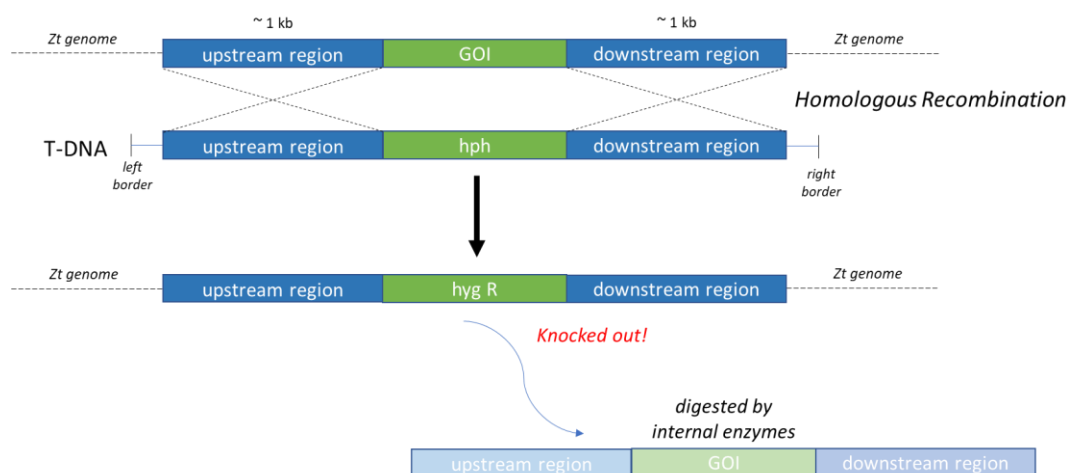 ~ 1 kb ~ 1 kb
Zt genome upstream region GOI downstream region Zt genome
Homologous Recombination
T-DNA upstream region hph downstream region
left
border
right
border
Zt genome upstream region hyg R downstream region Zt genome
Knocked out!
digested by
internal enzymes
upstream region GOI downstream region